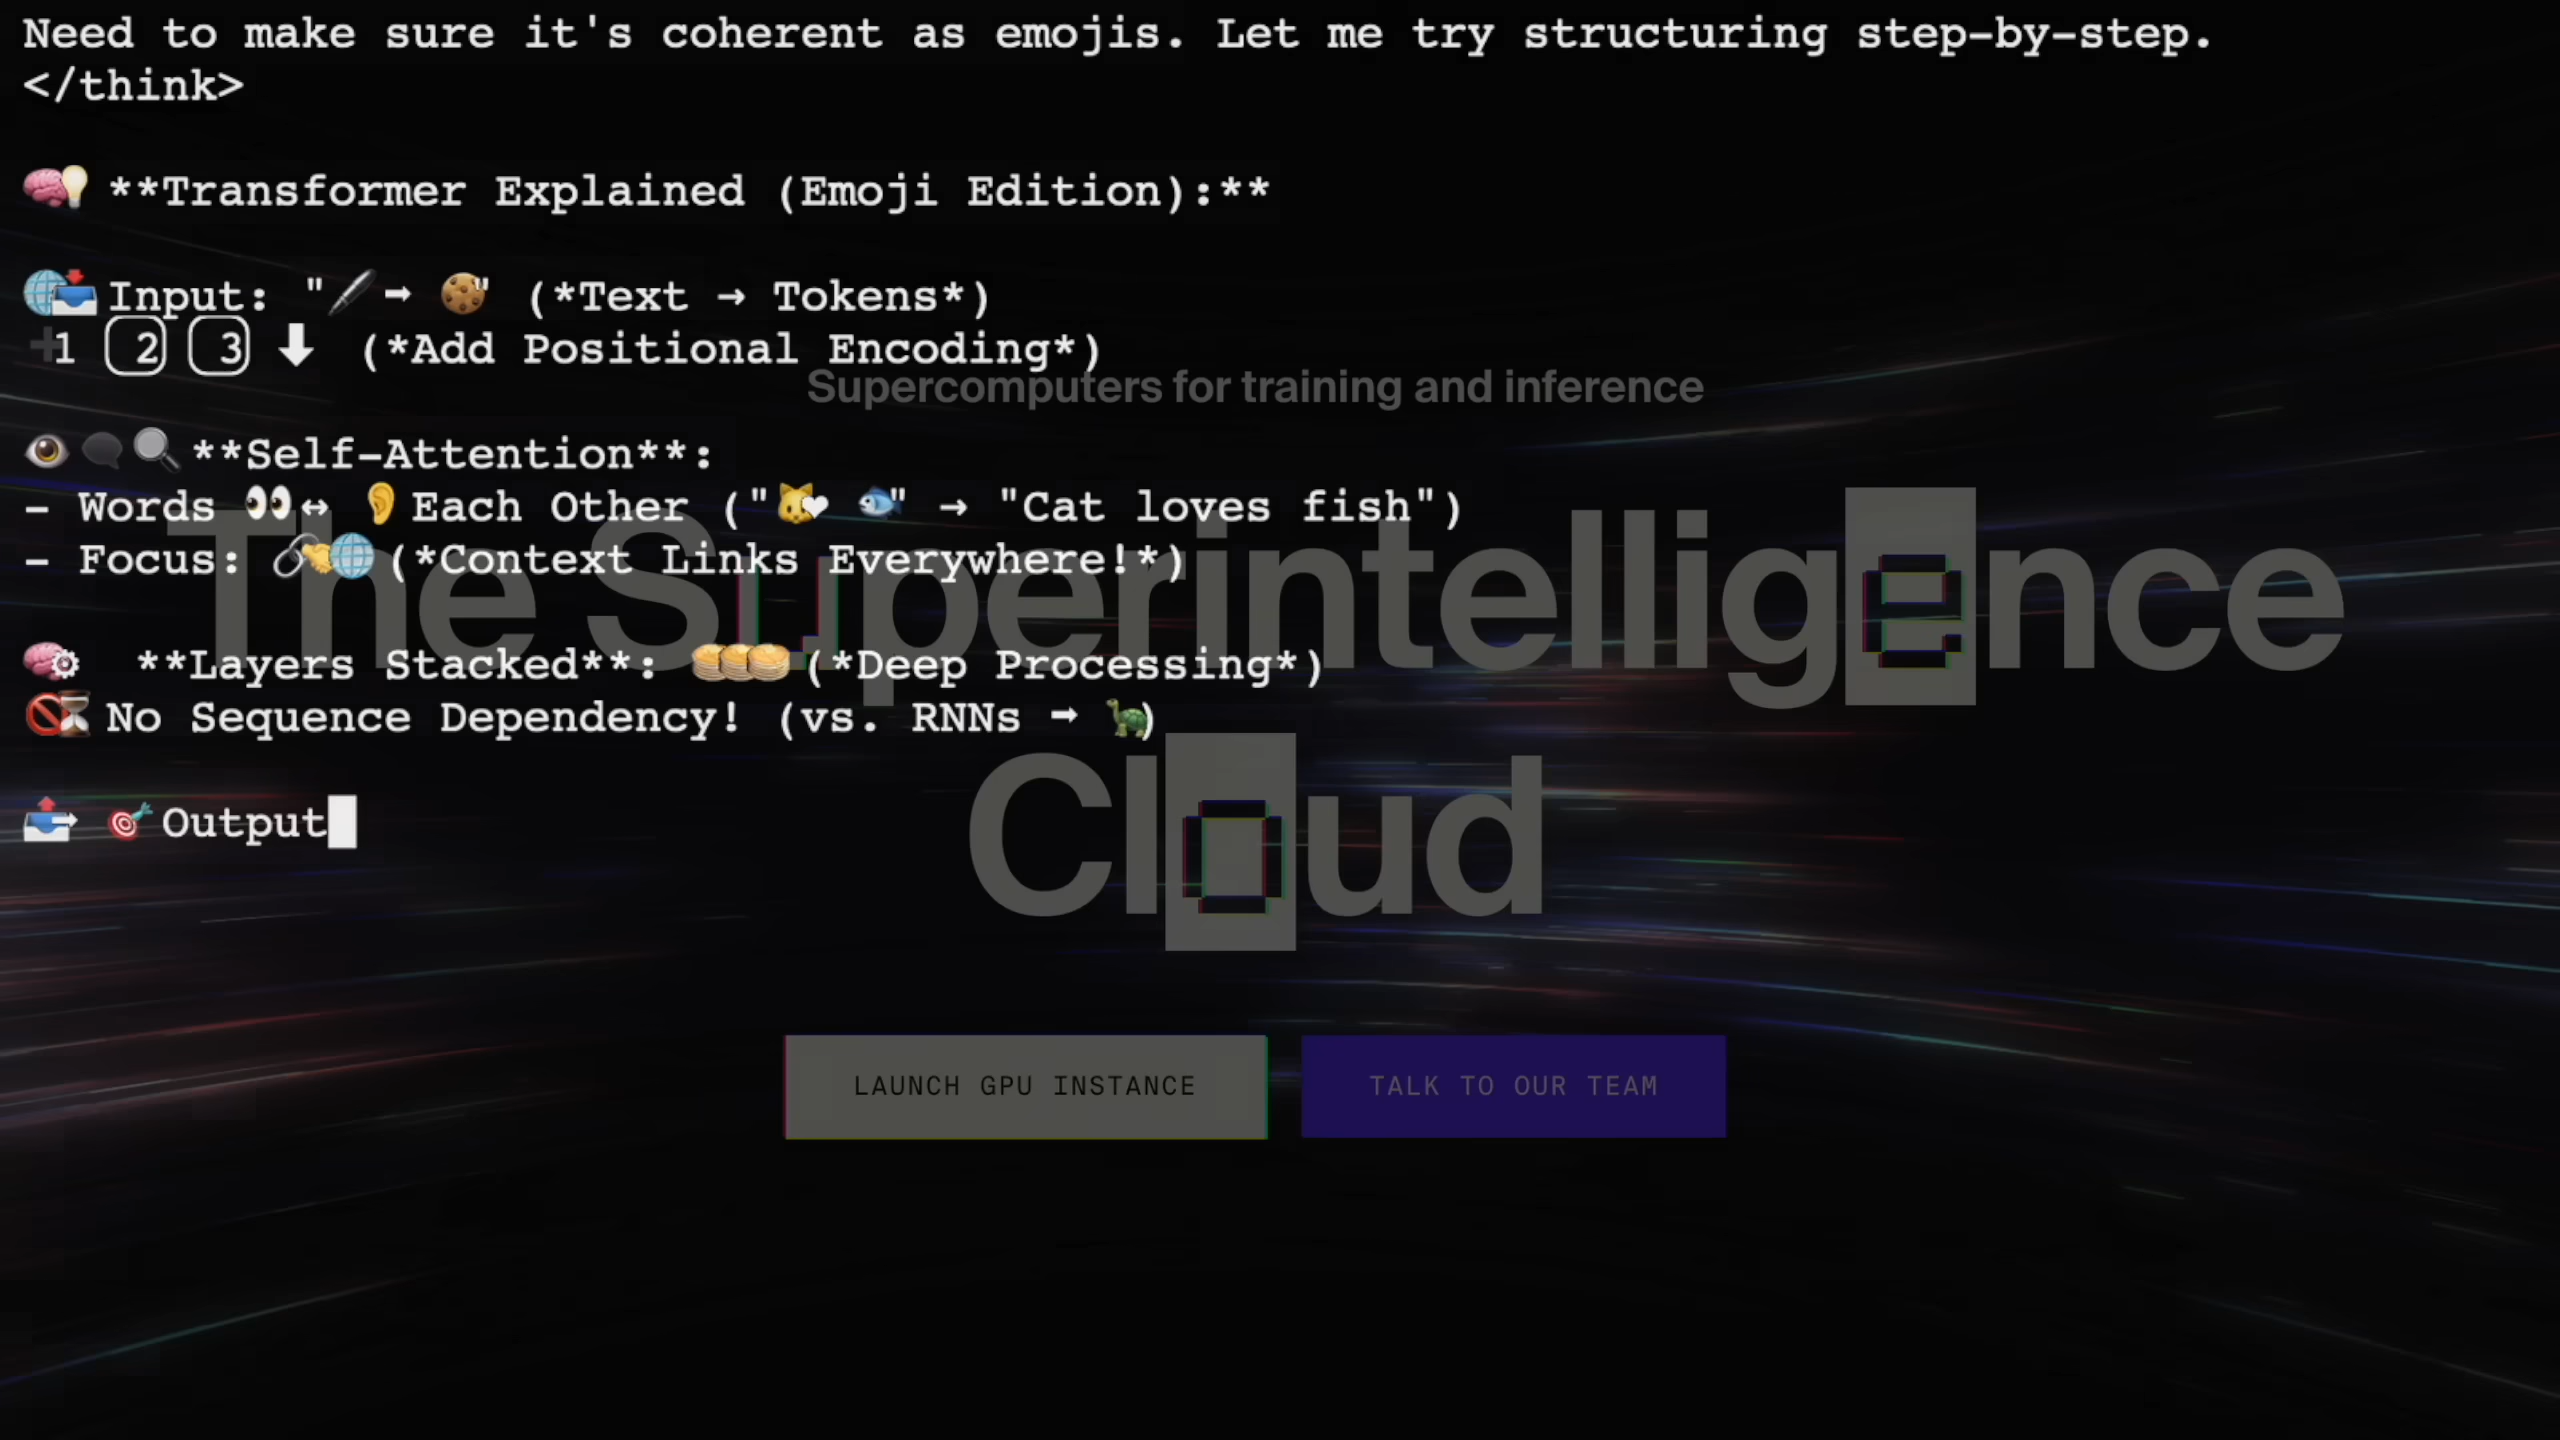 Need to make sure it's coherent as emojis. Let me try structuring step-by-step.
</think>
🧠💡 **Transformer Explained (Emoji Edition):**
🌐📥 Input: "🖋️➡️ 🍪" (*Text → Tokens*)
➕1️⃣ 2️⃣ 3️⃣ ⬇️ (*Add Positional Encoding*)
Supercomputers for training and inference
👁️🗨️🔍 **Self-Attention**:
- Words 👀↔️ 👂Each Other ("🐱❤️ 🐟" → "Cat loves fish")
- Focus: 🔗🤝🌐 (*Context Links Everywhere!*)
The Superintelligence
🧠⚙️ **Layers Stacked**: 🥞🥞🥞 (*Deep Processing*)
🚫⏳ No Sequence Dependency! (vs. RNNs ➡️ 🐢)
Cloud
📤➡️ 🎯 Output
LAUNCH GPU INSTANCE
TALK TO OUR TEAM